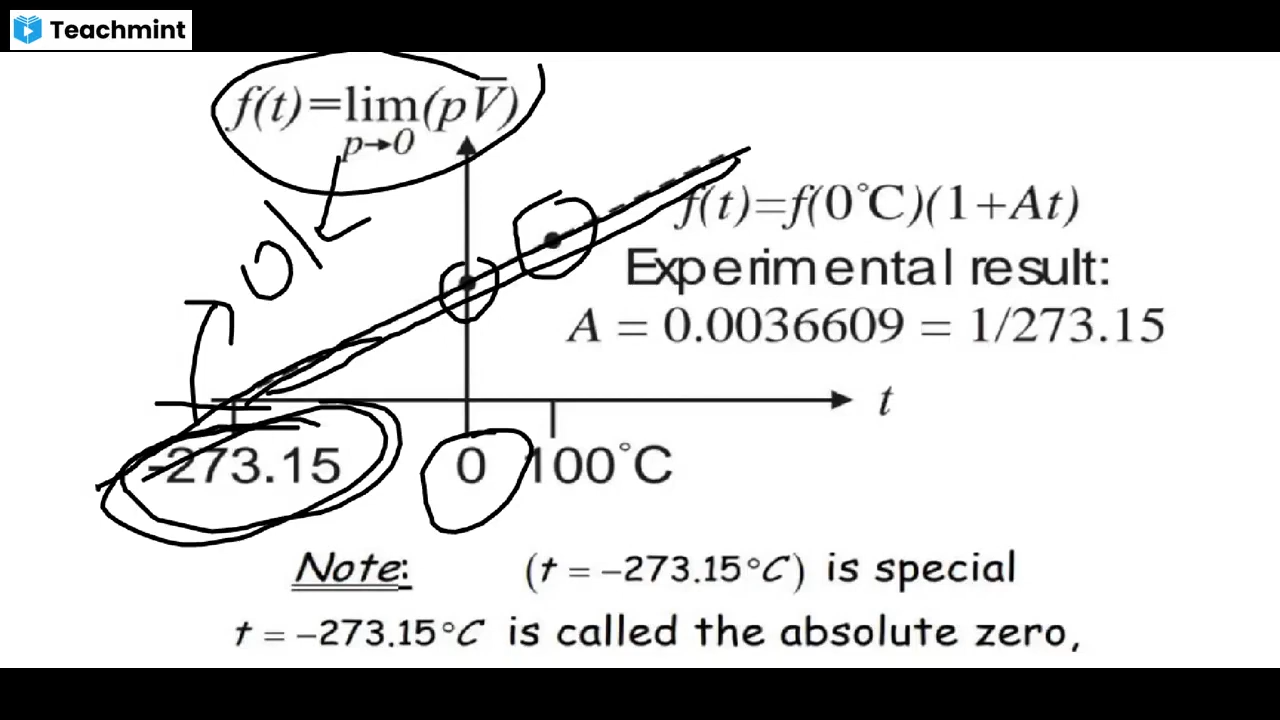 Teachmint
f(t)=lim(pV̅)
p→0
0
f(t)=f(0°C)(1+At)
Experimental result:
A = 0.0036609 = 1/273.15
t
-273.15 0 100°C
Note: (t = -273.15°C) is special
t = -273.15°C is called the absolute zero,